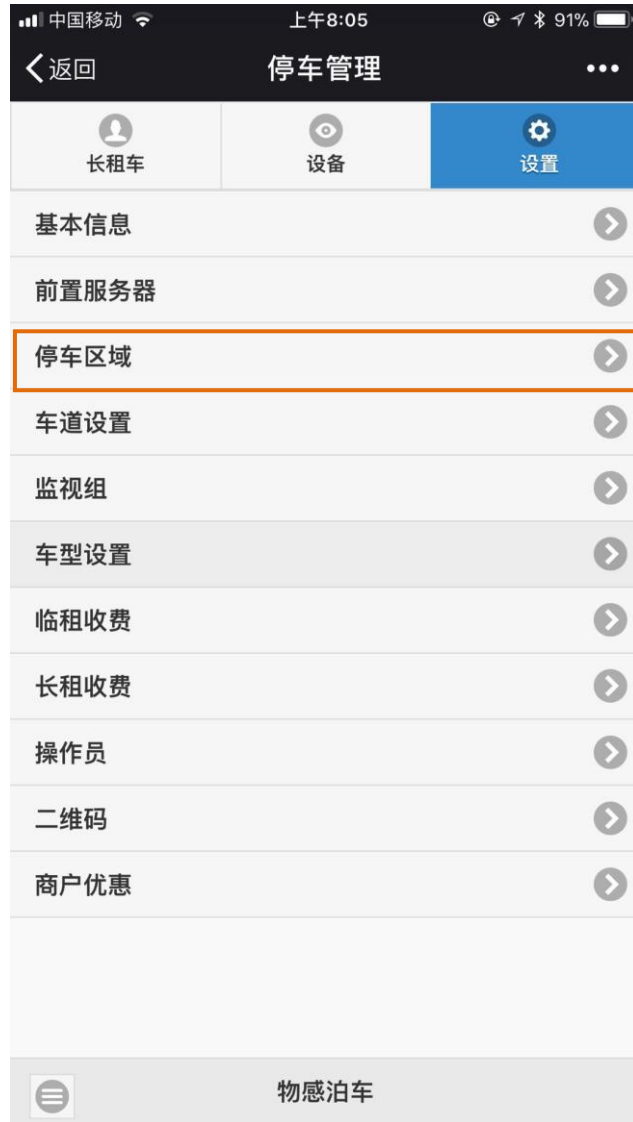 中国移动 上午8:05 91%
返回 停车管理
长租车 设备 设置
基本信息
前置服务器
停车区域
车道设置
监视组
车型设置
临租收费
长租收费
操作员
二维码
商户优惠
物感泊车